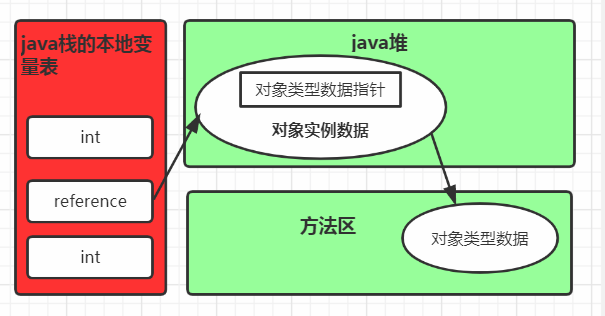 java栈的本地变
量表
int
reference
int
java堆
对象类型数据指针
对象实例数据
方法区
对象类型数据